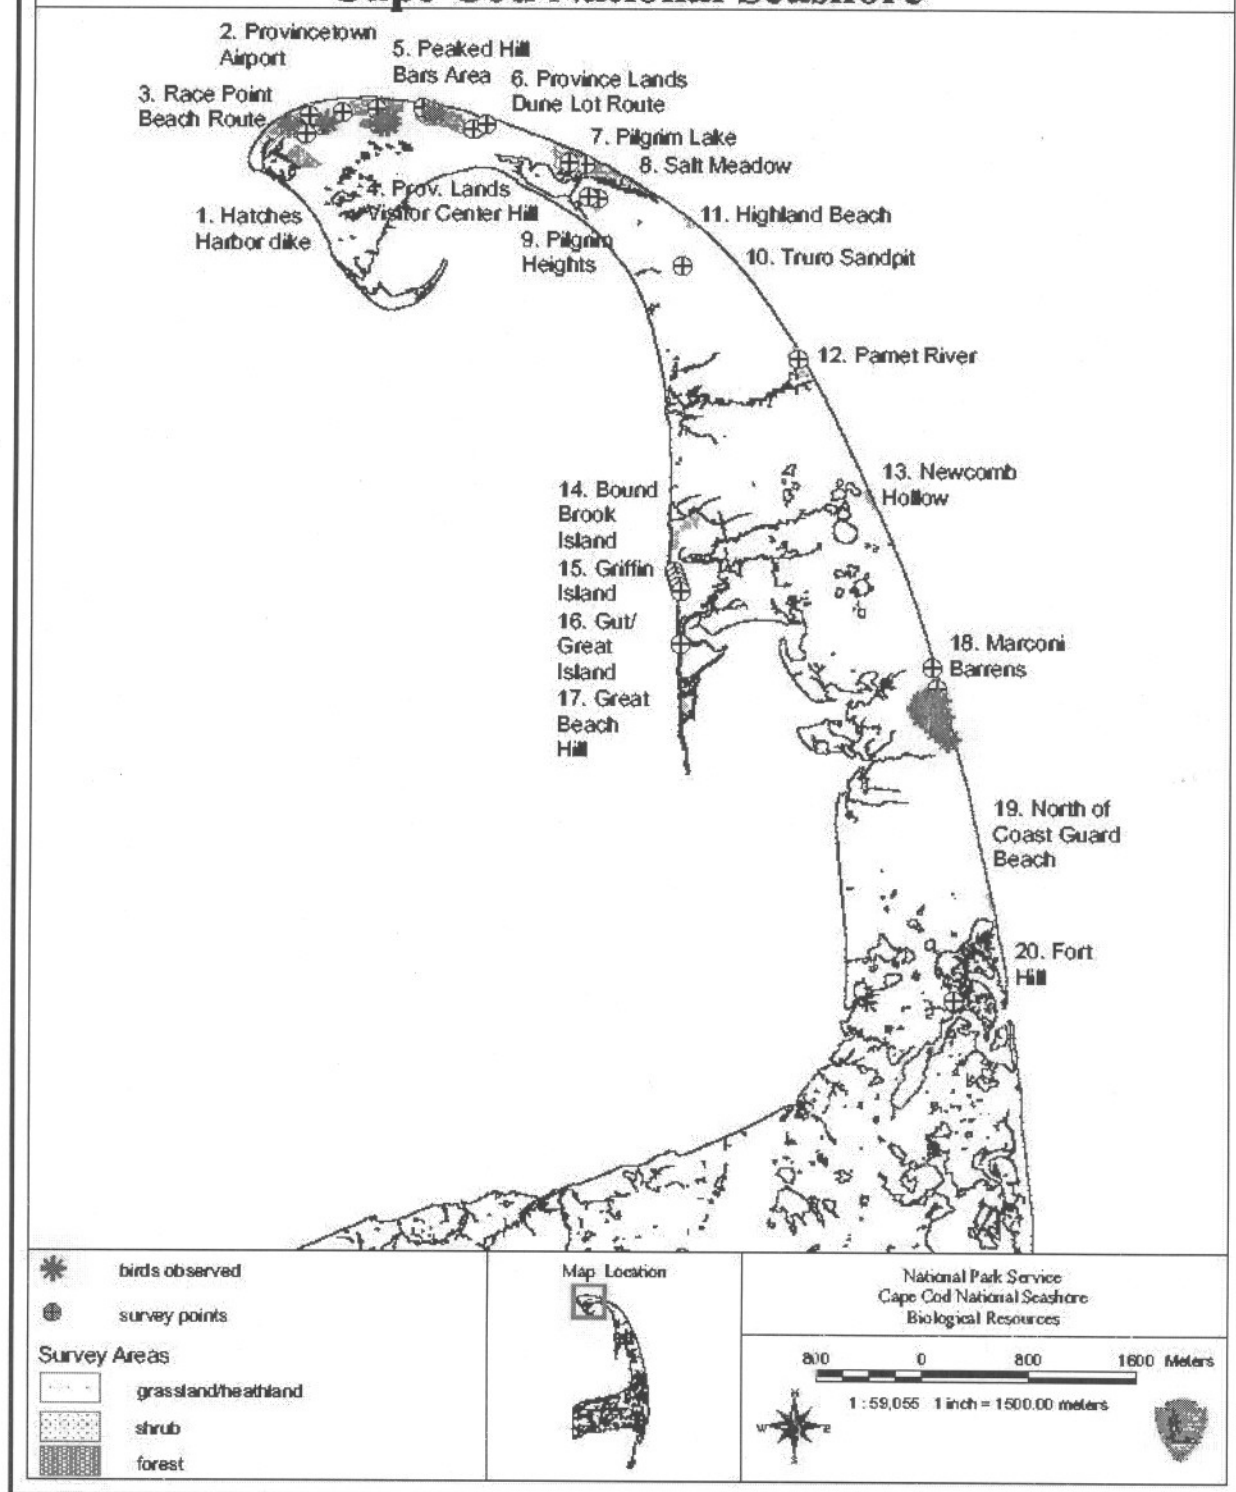 Cape Cod National Seashore
2. Provincetown
Airport
5. Peaked Hill
Bars Area
6. Province Lands
Dune Lot Route
3. Race Point
Beach Route
7. Pilgrim Lake
8. Salt Meadow
4. Prov. Lands
Visitor Center Hill
1. Hatches
Harbor dike
11. Highland Beach
9. Pilgrim
Heights
10. Truro Sandpit
12. Pamet River
13. Newcomb
Hollow
14. Bound
Brook
Island
15. Griffin
Island
16. Gut/
Great
Island
17. Great
Beach
Hill
18. Marconi
Barrens
19. North of
Coast Guard
Beach
20. Fort
Hill
birds observed
survey points
Survey Areas
grassland/heathland
shrub
forest
Map Location
National Park Service
Cape Cod National Seashore
Biological Resources
800 0 800 1600 Meters
1 : 59,055 1 inch = 1500.00 meters
N
W E
S